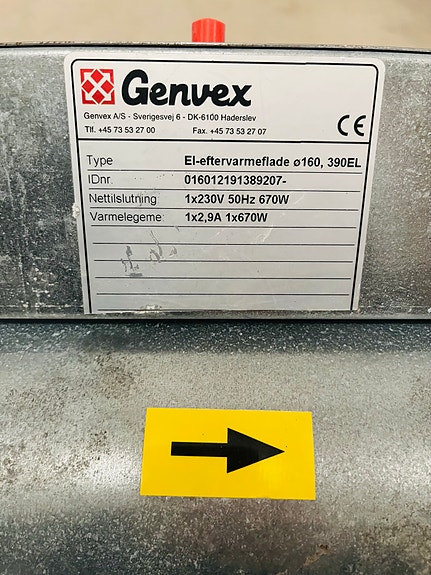 Genvex
Genvex A/S - Sverigesvej 6 - DK-6100 Haderslev
Tlf. +45 73 53 27 00 Fax. +45 73 53 27 07
CE
Type El-eftervarmeflade ø160, 390EL
IDnr. 016012191389207-
Nettilslutning 1x230V 50Hz 670W
Varmelegeme: 1x2,9A 1x670W